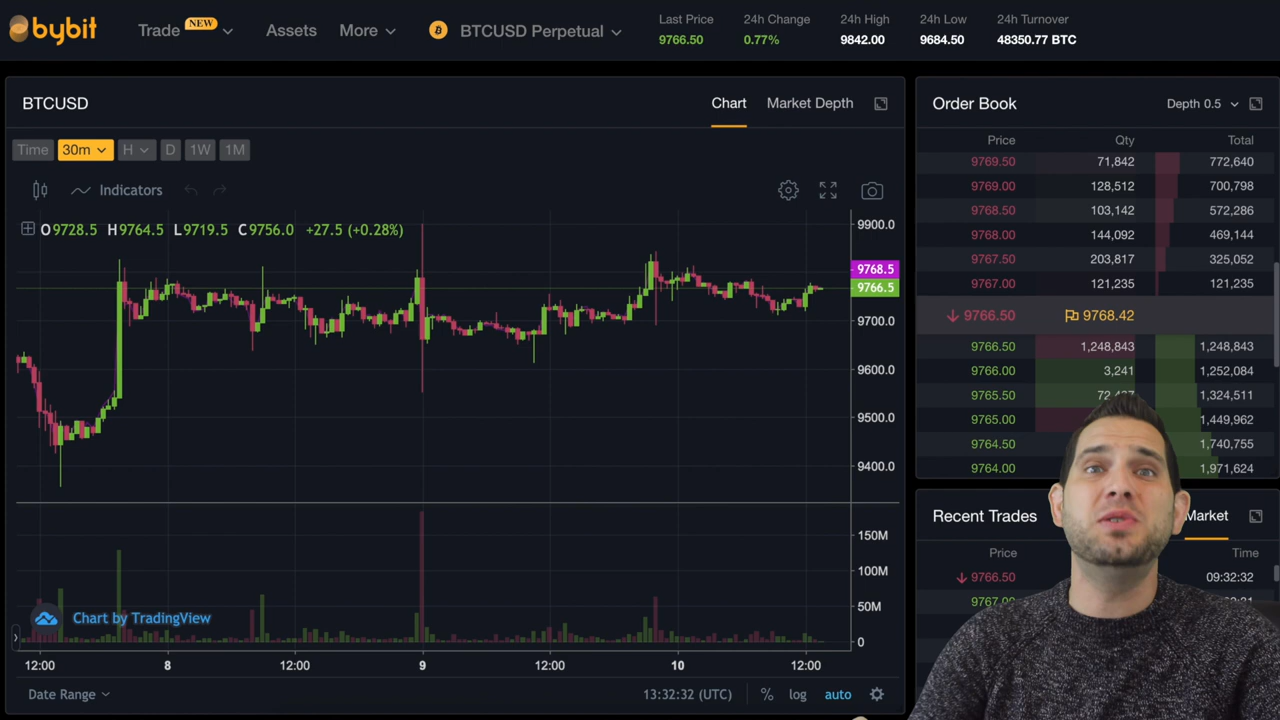 bybit
Trade NEW
Assets
More
BTCUSD Perpetual
Last Price 24h Change 24h High 24h Low 24h Turnover
9766.50 0.77% 9842.00 9684.50 48350.77 BTC
BTCUSD
Chart Market Depth
Time 30m H D 1W 1M
Indicators
O9728.5 H9764.5 L9719.5 C9756.0 +27.5 (+0.28%)
9900.0
9768.5
9766.5
9700.0
9600.0
9500.0
9400.0
150M
100M
50M
0
Chart by TradingView
12:00 8 12:00 9 12:00 10 12:00
Date Range
13:32:32 (UTC) % log auto
Order Book
Depth 0.5
Price Qty Total
9769.50 71,842 772,640
9769.00 128,512 700,798
9768.50 103,142 572,286
9768.00 144,092 469,144
9767.50 203,817 325,052
9767.00 121,235 121,235
9766.50 9768.42
9766.50 1,248,843 1,248,843
9766.00 3,241 1,252,084
9765.50 1,324,511
9765.00 1,449,962
9764.50 1,740,755
9764.00 1,971,624
Recent Trades
Market
Price Time
9766.50 09:32:32